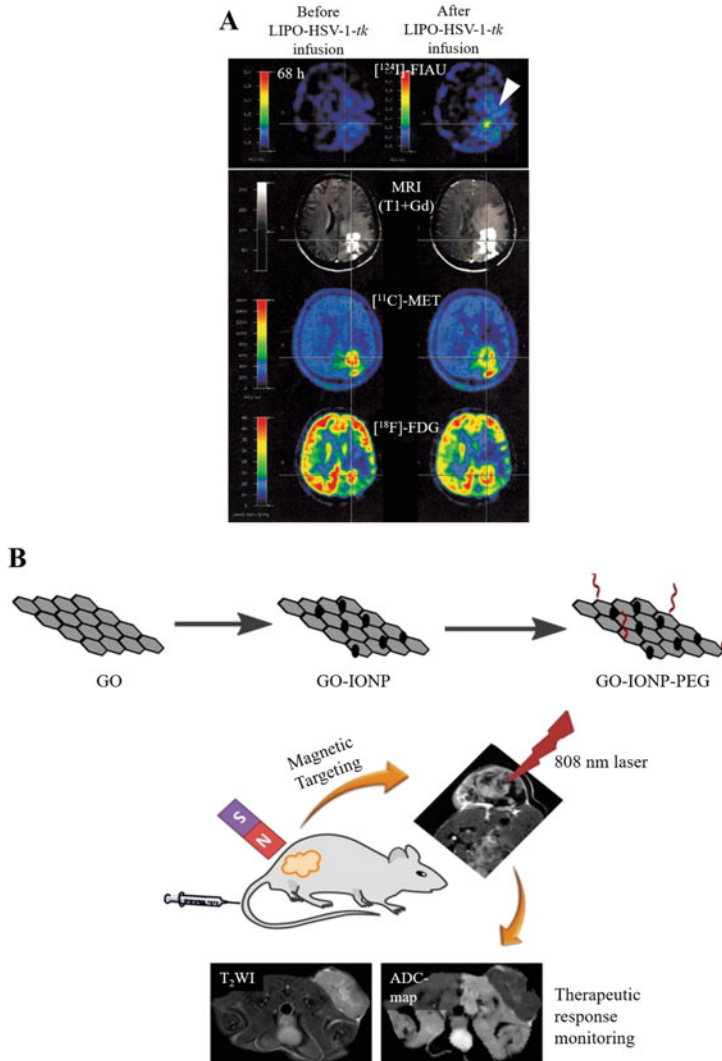 A
Before
LIPO-HSV-1-tk
infusion
After
LIPO-HSV-1-tk
infusion
68 h
[¹²⁴I]-FIAU
MRI
(T1+Gd)
[¹¹C]-MET
[¹⁸F]-FDG
B
GO
GO-IONP
GO-IONP-PEG
Magnetic
Targeting
808 nm laser
S
N
T₂WI
ADC-
map
Therapeutic
response
monitoring